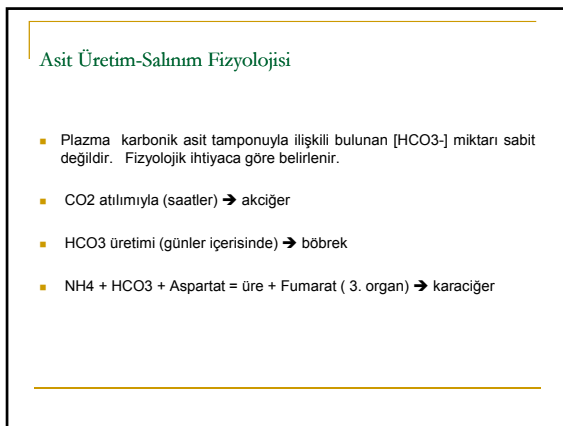 Asit Üretim-Salınım Fizyolojisi
Plazma karbonik asit tamponuyla ilişkili bulunan [HCO3-] miktarı sabit
değildir. Fizyolojik ihtiyaca göre belirlenir.
CO2 atılımıyla (saatler) ➔ akciğer
HCO3 üretimi (günler içerisinde) ➔ böbrek
NH4 + HCO3 + Aspartat = üre + Fumarat ( 3. organ) ➔ karaciğer